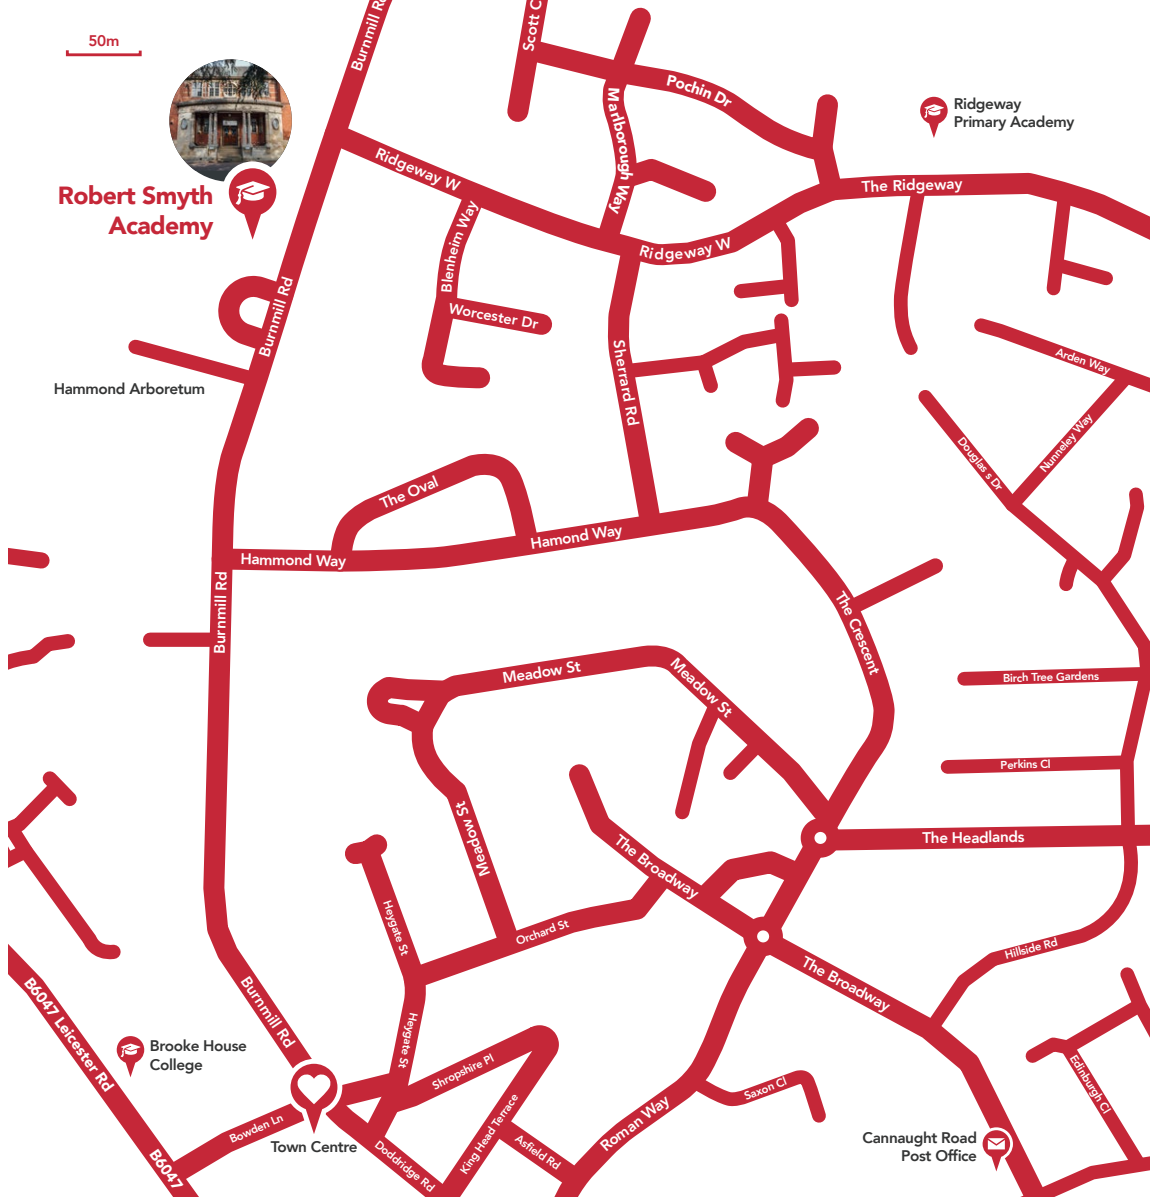 Burnmill Rd
Scott C
50m
Pochin Dr
Marlborough Way
Ridgeway
Primary Academy
Ridgeway W
The Ridgeway
Robert Smyth
Academy
Blenheim Way
Ridgeway W
Burnmill Rd
Worcester Dr
Sherrard Rd
Arden Way
Hammond Arboretum
Nunneley Way
Douglas s Dr
The Oval
Hamond Way
Hammond Way
Burnmill Rd
The Crescent
Meadow St
Meadow St
Birch Tree Gardens
Perkins Cl
Meadow St
The Broadway
The Headlands
Heygate St
Orchard St
Hillside Rd
The Broadway
B6047 Leicester Rd
Burnmill Rd
Heygate St
Brooke House
College
Shropshire Pl
Edinburgh Cl
Saxon Cl
Bowden Ln
Town Centre
King Head Terrace
Roman Way
Cannaught Road
Post Office
Doddridge Rd
Asfield Rd
B6047